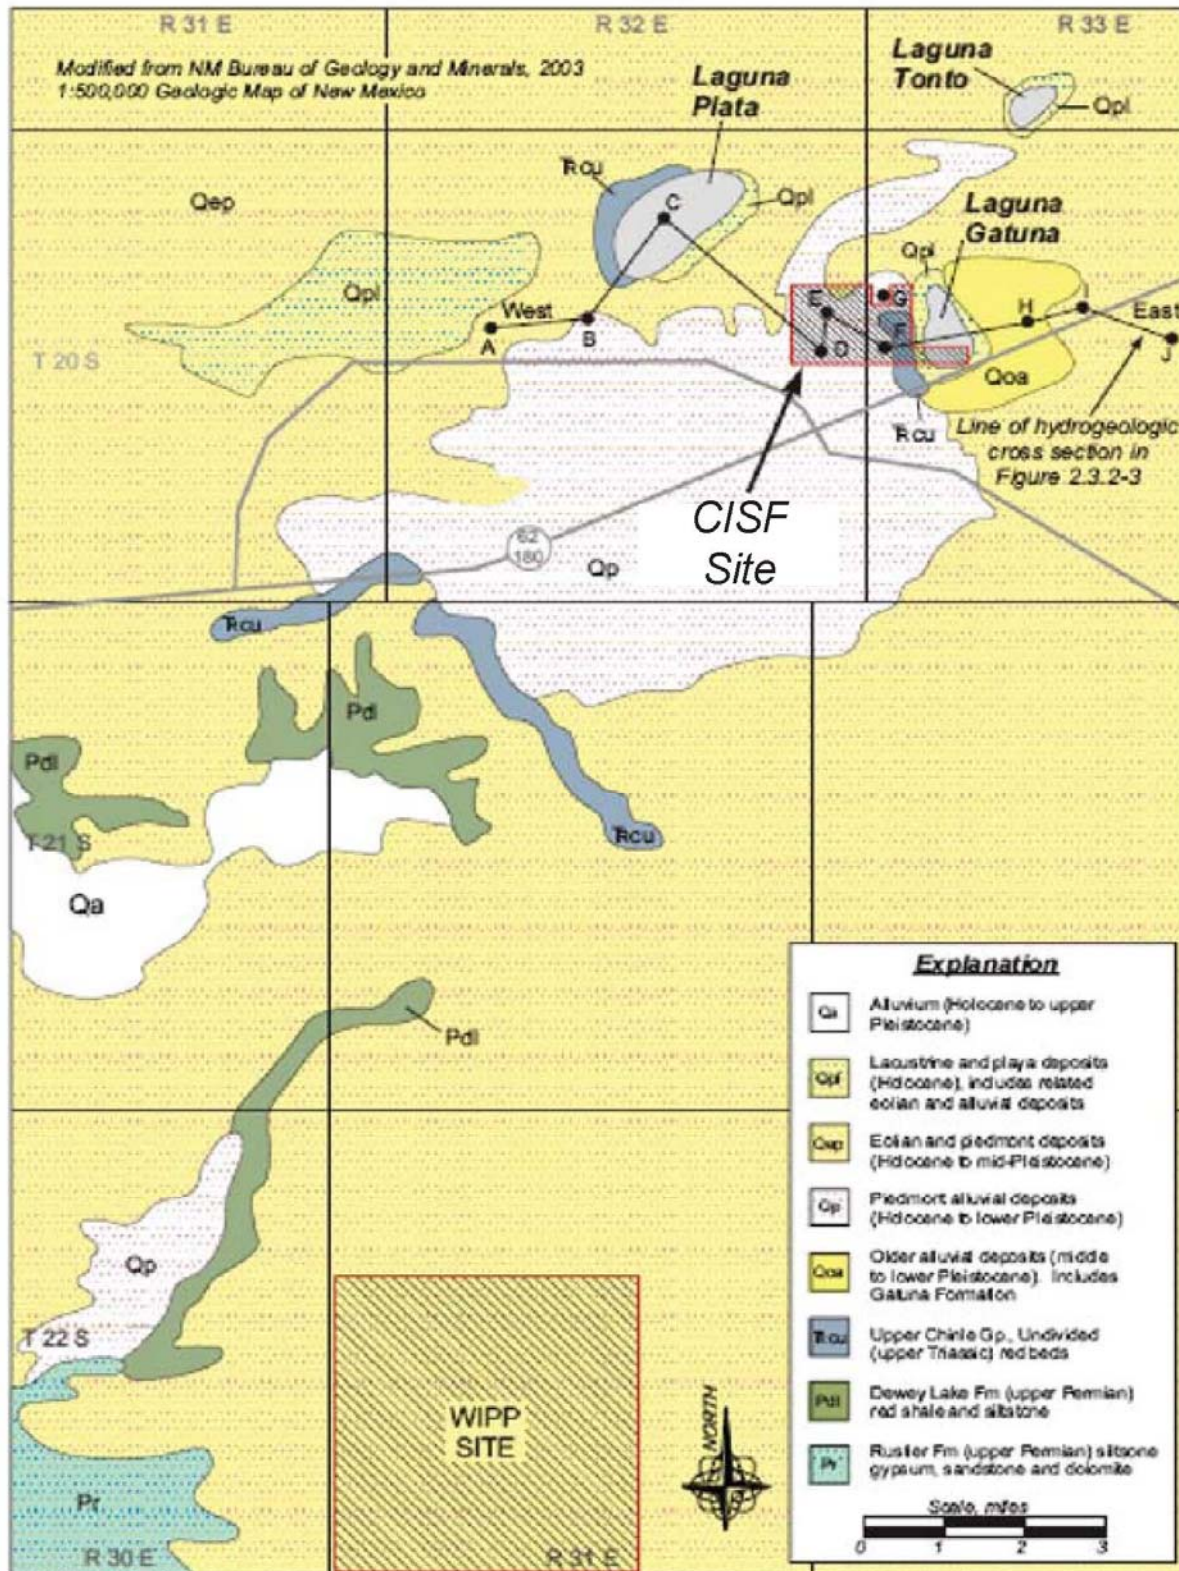 R 31 E
R 32 E
R 33 E
Modified from NM Bureau of Geology and Minerals, 2003
1:500,000 Geologic Map of New Mexico
Laguna
Plata
Laguna
Tonto
Qpl
TRcu
Qep
C
Qpl
Laguna
Gatuna
Qpl
Qpl
West
A
B
E
G
D
F
H
I
East
J
T 20 S
Qoa
TRcu
Line of hydrogeologic
cross section in
Figure 2.3.2-3
CISF
Site
62
180
Qp
TRcu
Pdl
Pdl
T 21 S
TRcu
Qa
Pdl
Qp
T 22 S
WIPP
SITE
NORTH
Pr
R 30 E
R 31 E
Explanation
Qa
Alluvium (Holocene to upper
Pleistocene)
Qpl
Lacustrine and playa deposits
(Holocene), includes related
eolian and alluvial deposits
Qep
Eolian and piedmont deposits
(Holocene to mid-Pleistocene)
Qp
Piedmont alluvial deposits
(Holocene to lower Pleistocene)
Qoa
Older alluvial deposits (middle
to lower Pleistocene). Includes
Gatuna Formation
TRcu
Upper Chinle Gp., Undivided
(upper Triassic) red beds
Pdl
Dewey Lake Fm (upper Permian)
red shale and siltstone
Pr
Rustler Fm (upper Permian) siltsone
gypsum, sandstone and dolomite
Scale, miles
0 1 2 3